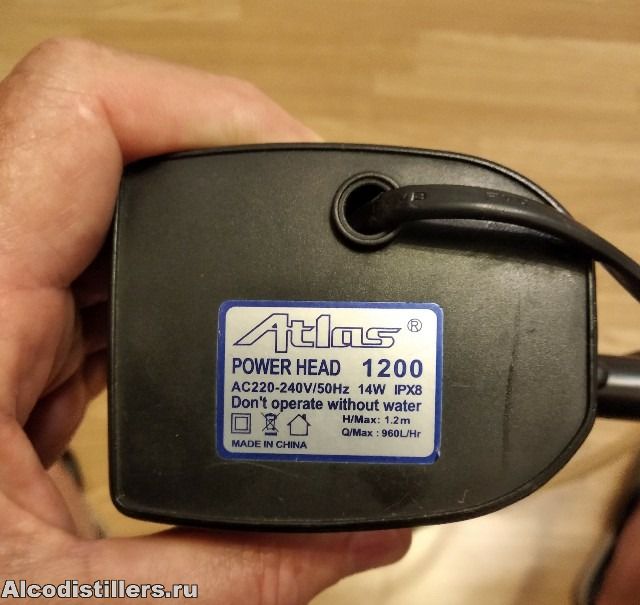 Atlas®
POWER HEAD 1200
AC220-240V/50Hz 14W IPX8
Don't operate without water
H/Max: 1.2m
Q/Max : 960L/Hr
MADE IN CHINA
Alcodistillers.ru